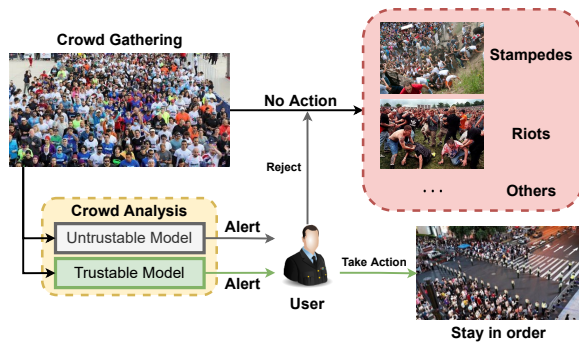 Crowd Gathering
Stampedes
No Action
Riots
Reject
. . . Others
Crowd Analysis
Untrustable Model
Alert
Trustable Model
Alert
User
Take Action
Stay in order